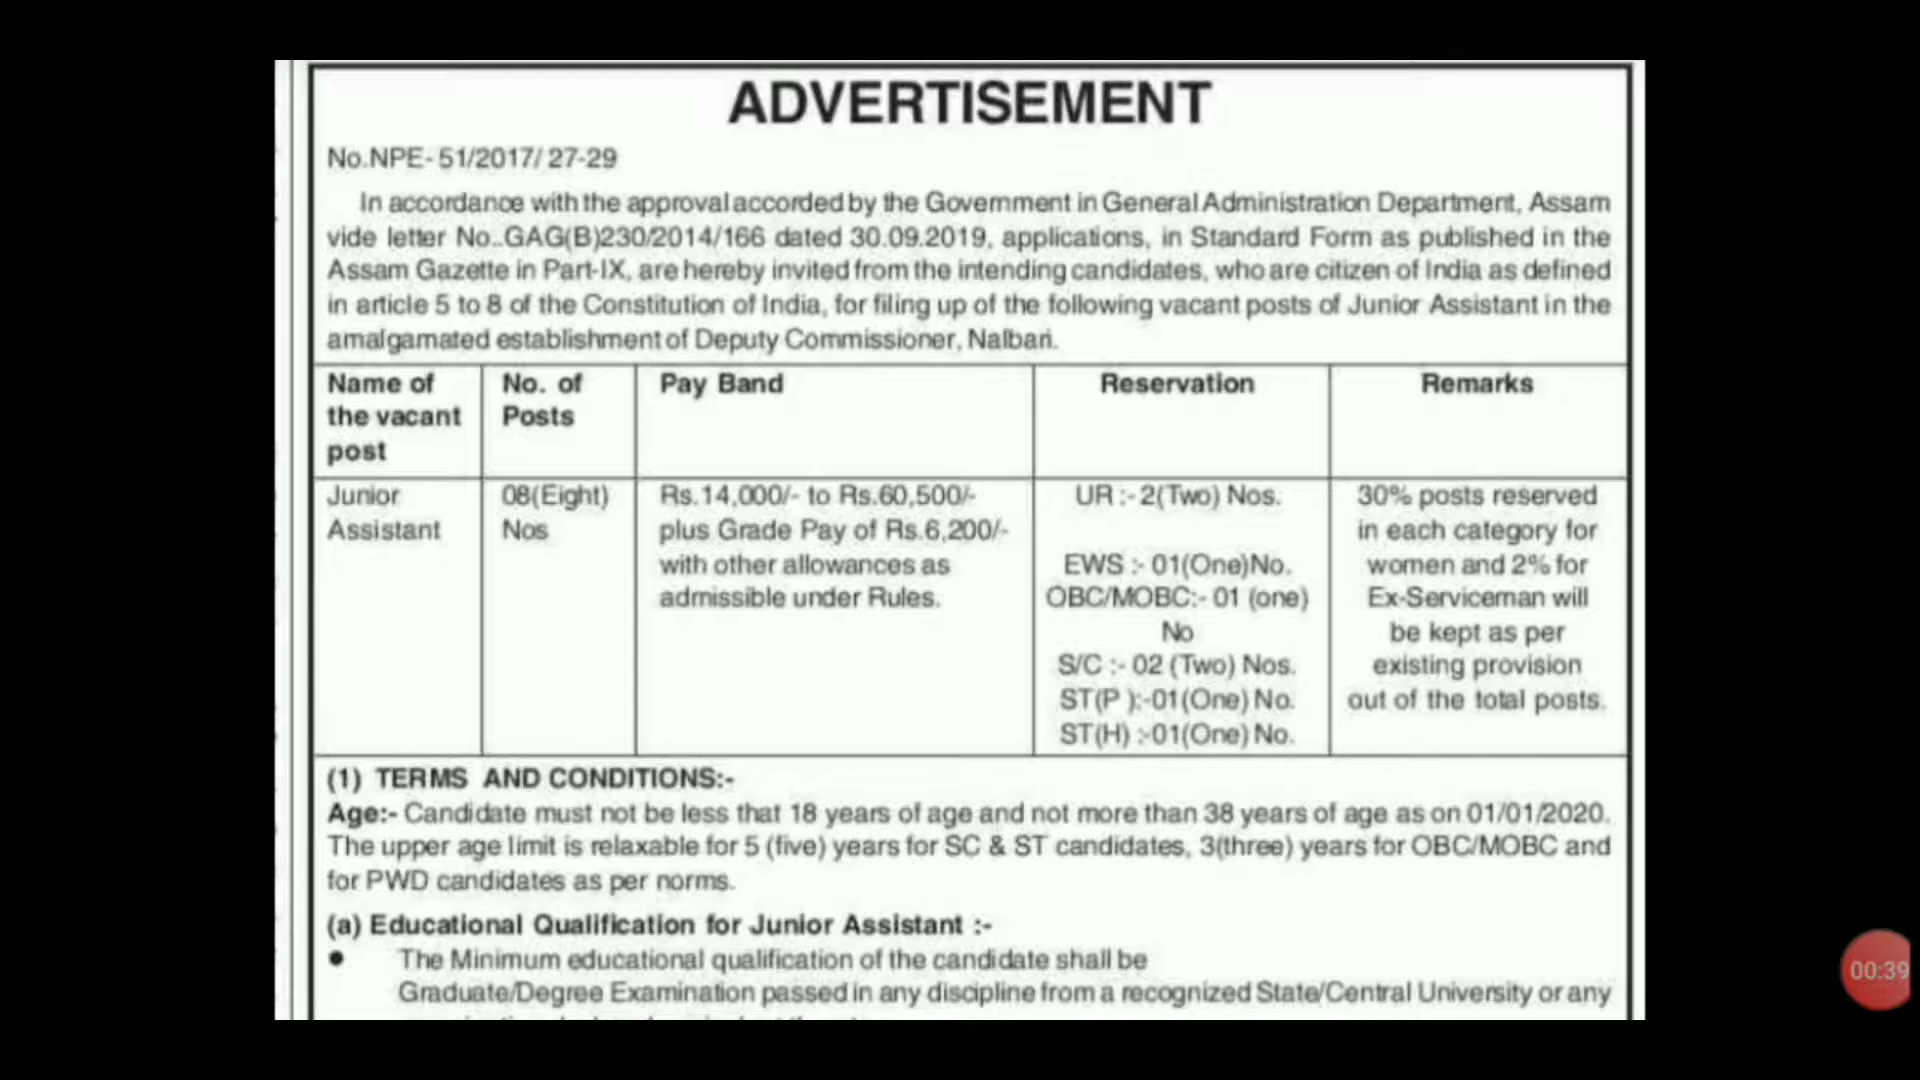 ADVERTISEMENT
No.NPE- 51/2017/ 27-29
In accordance with the approval accorded by the Government in General Administration Department, Assam
vide letter No..GAG(B)230/2014/166 dated 30.09.2019, applications, in Standard Form as published in the
Assam Gazette in Part-IX, are hereby invited from the intending candidates, who are citizen of India as defined
in article 5 to 8 of the Constitution of India, for filing up of the following vacant posts of Junior Assistant in the
amalgamated establishment of Deputy Commissioner, Nalbari.
Name of
the vacant
post
No. of
Posts
Pay Band
Reservation
Remarks
Junior
Assistant
08(Eight)
Nos
Rs.14,000/- to Rs.60,500/-
plus Grade Pay of Rs.6,200/-
with other allowances as
admissible under Rules.
UR :- 2(Two) Nos.
EWS :- 01(One)No.
OBC/MOBC:- 01 (one)
No
S/C :- 02 (Two) Nos.
ST(P ):-01(One) No.
ST(H) :-01(One) No.
30% posts reserved
in each category for
women and 2% for
Ex-Serviceman will
be kept as per
existing provision
out of the total posts.
(1) TERMS AND CONDITIONS:-
Age:- Candidate must not be less that 18 years of age and not more than 38 years of age as on 01/01/2020.
The upper age limit is relaxable for 5 (five) years for SC & ST candidates, 3(three) years for OBC/MOBC and
for PWD candidates as per norms.
(a) Educational Qualification for Junior Assistant :-
● The Minimum educational qualification of the candidate shall be
Graduate/Degree Examination passed in any discipline from a recognized State/Central University or any
00:39